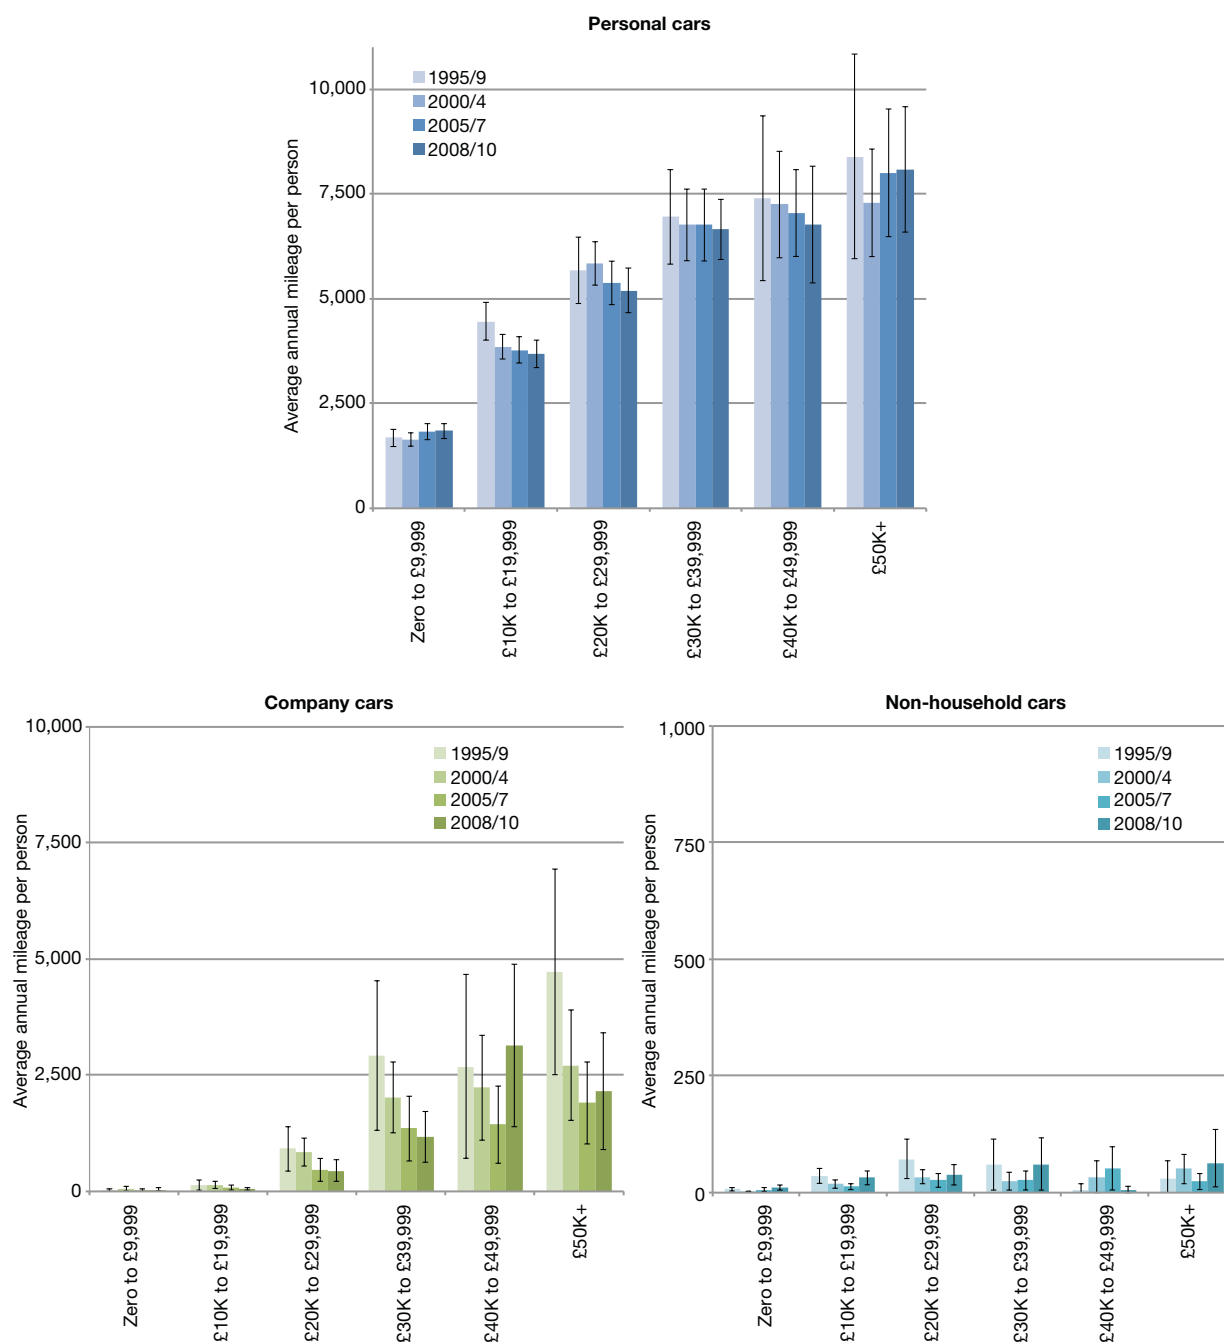 Personal cars
Average annual mileage per person
10,000
7,500
5,000
2,500
0
1995/9
2000/4
2005/7
2008/10
Zero to £9,999
£10K to £19,999
£20K to £29,999
£30K to £39,999
£40K to £49,999
£50K+
Company cars
Average annual mileage per person
10,000
7,500
5,000
2,500
0
1995/9
2000/4
2005/7
2008/10
Zero to £9,999
£10K to £19,999
£20K to £29,999
£30K to £39,999
£40K to £49,999
£50K+
Non-household cars
Average annual mileage per person
1,000
750
500
250
0
1995/9
2000/4
2005/7
2008/10
Zero to £9,999
£10K to £19,999
£20K to £29,999
£30K to £39,999
£40K to £49,999
£50K+